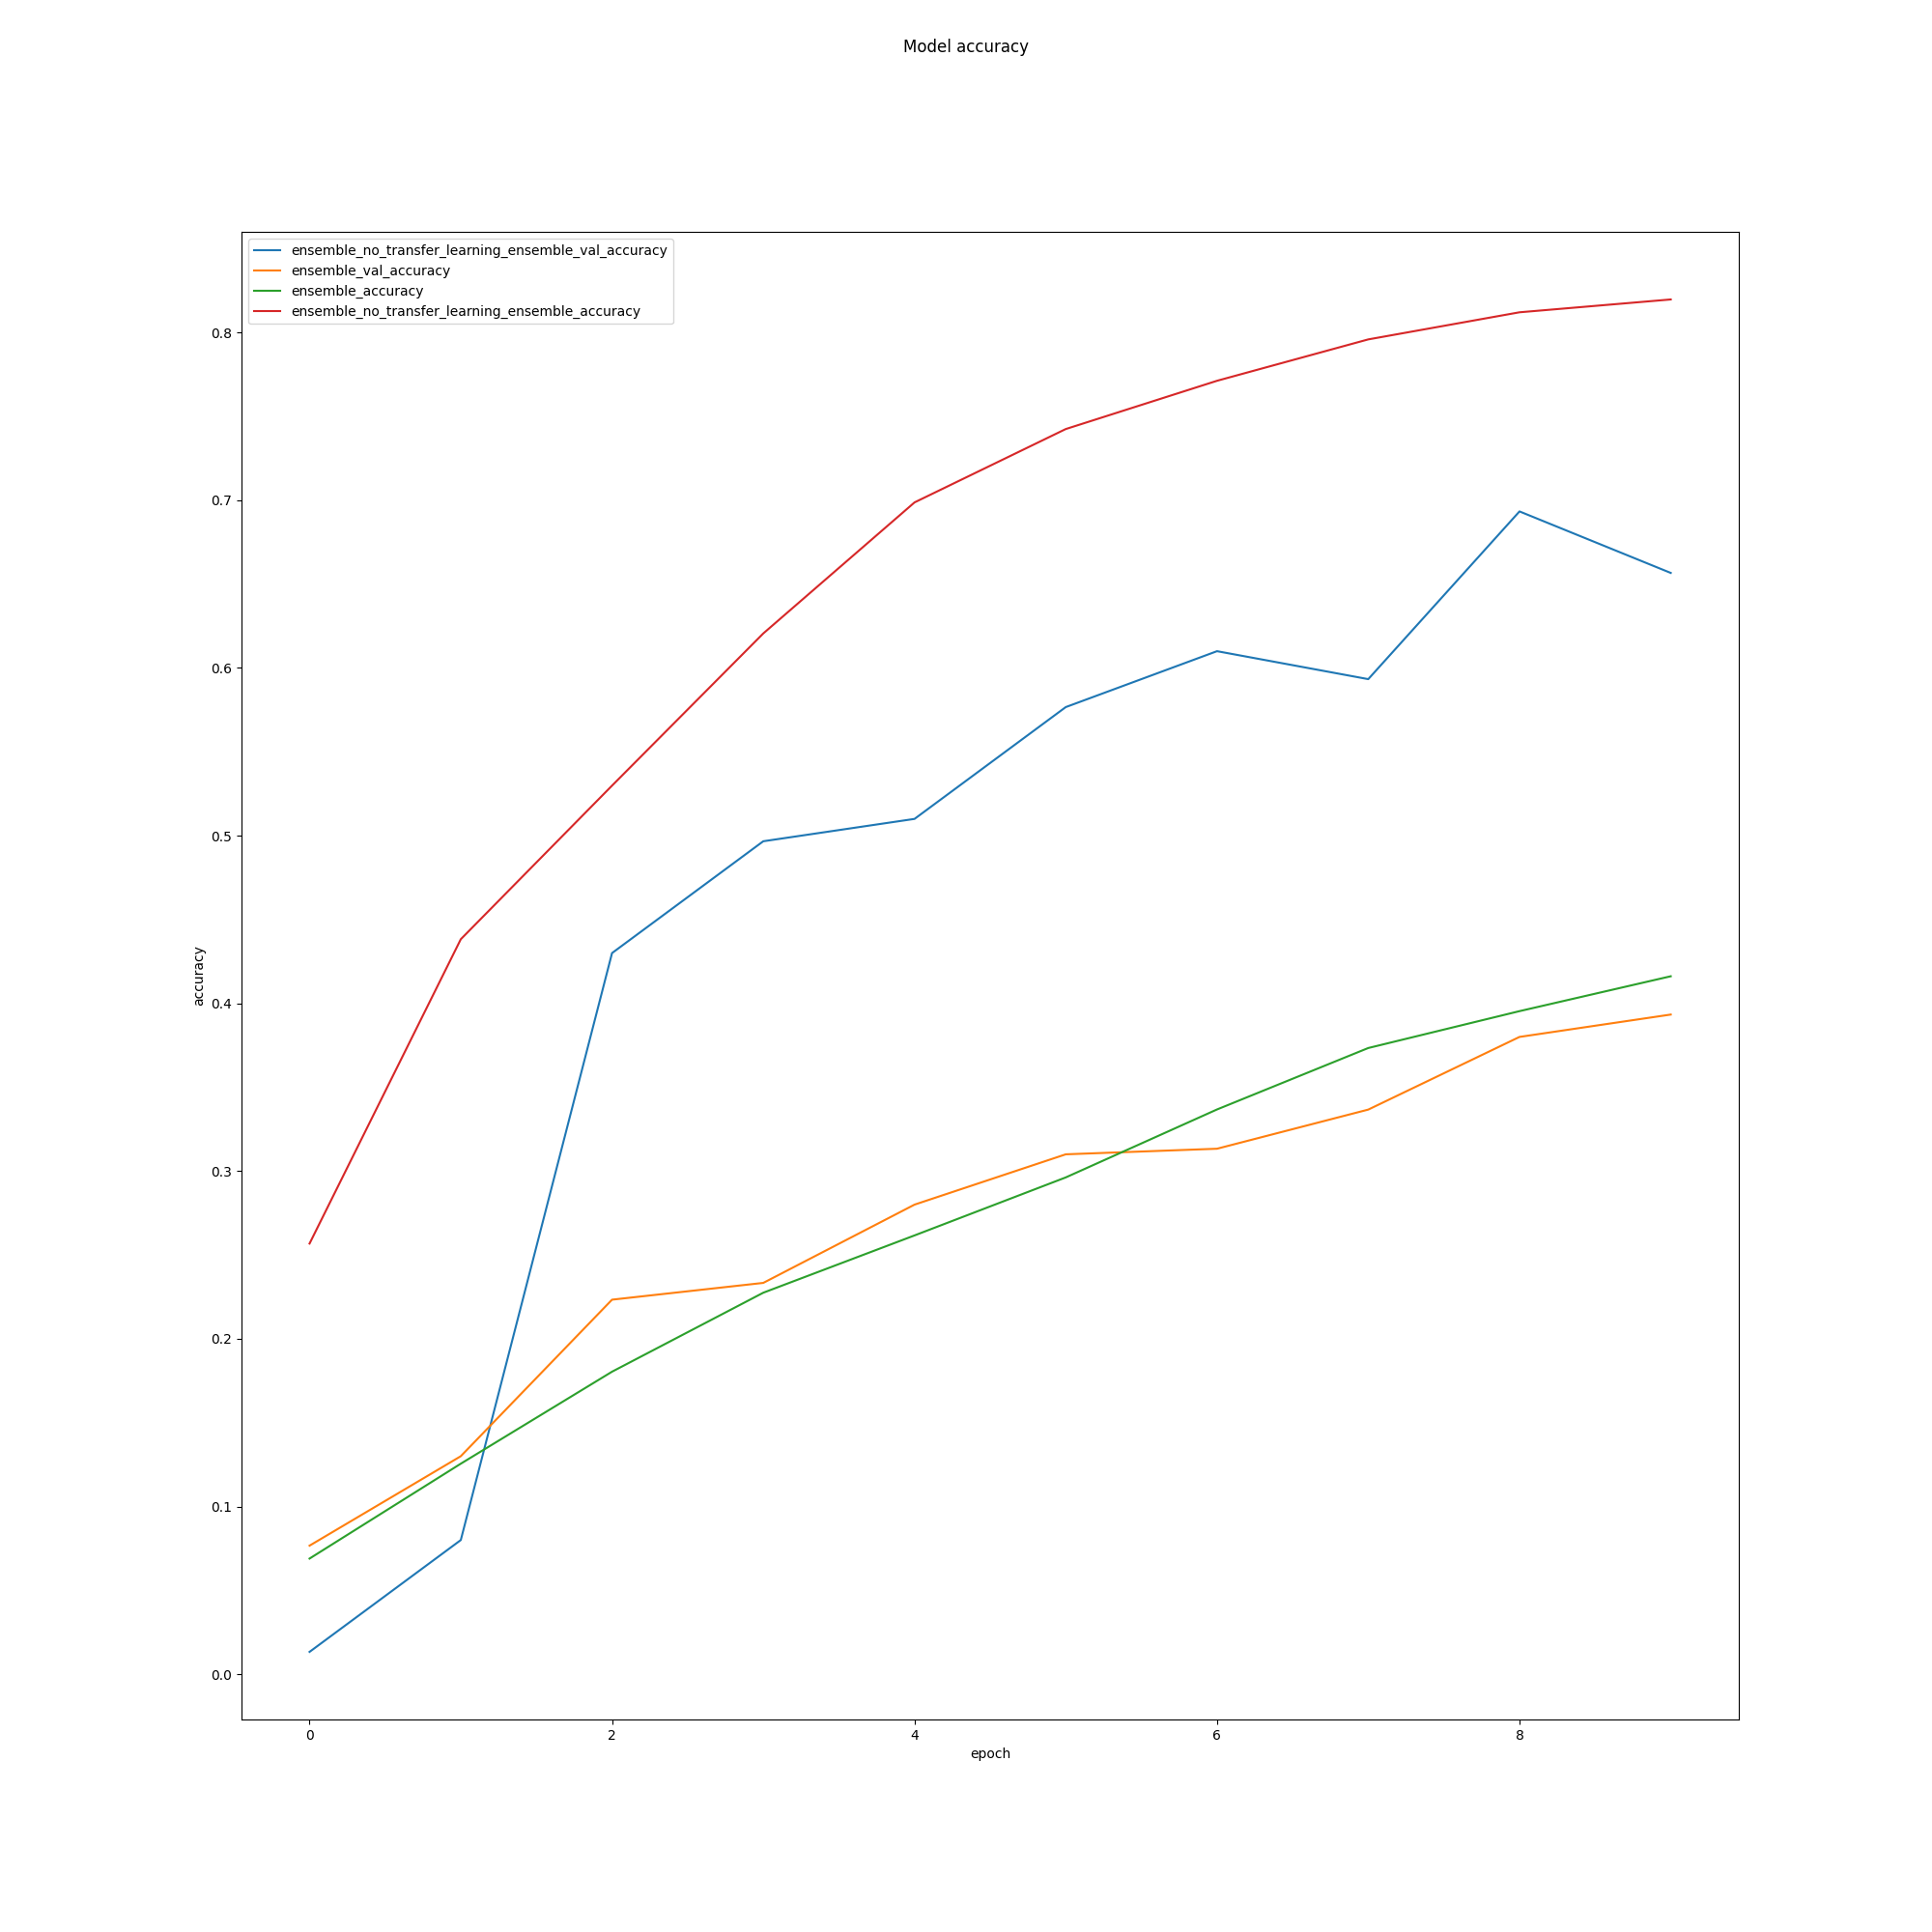 Model accuracy
ensemble_no_transfer_learning_ensemble_val_accuracy
ensemble_val_accuracy
ensemble_accuracy
ensemble_no_transfer_learning_ensemble_accuracy
0.8
0.7
0.6
0.5
0.4
0.3
0.2
0.1
0.0
accuracy
0 2 4 6 8
epoch